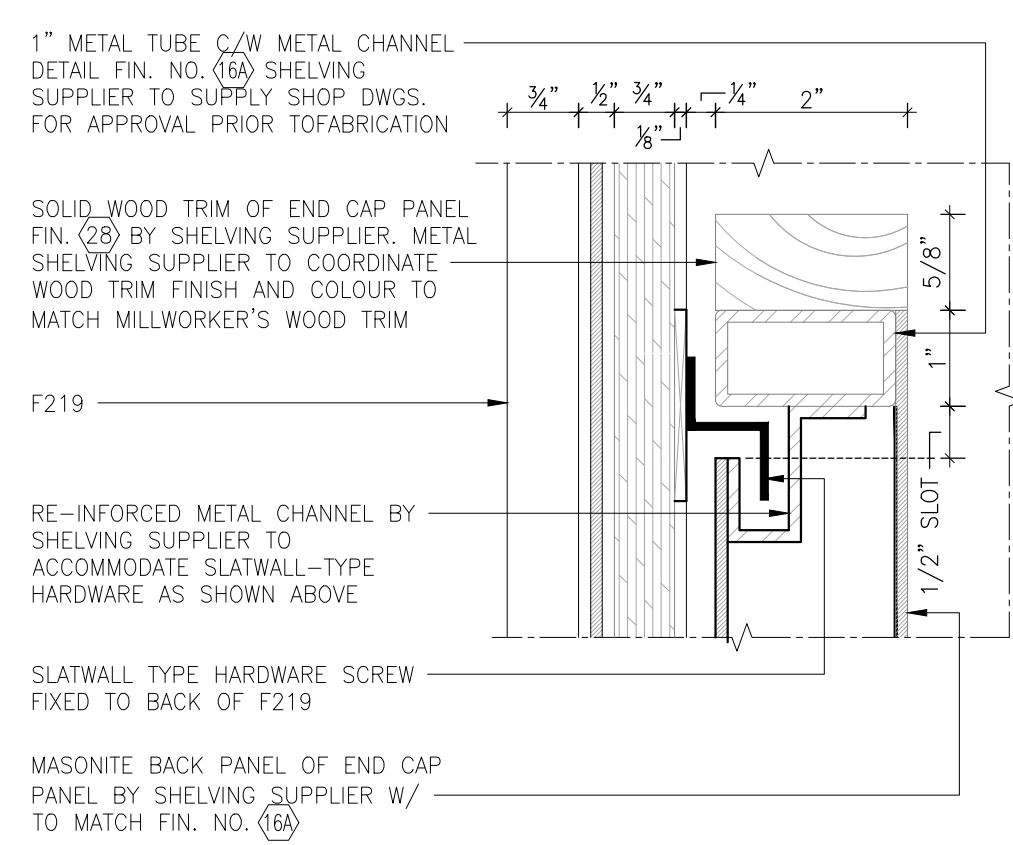 1" METAL TUBE C/W METAL CHANNEL
DETAIL FIN. NO. 16A SHELVING
SUPPLIER TO SUPPLY SHOP DWGS.
FOR APPROVAL PRIOR TOFABRICATION
3/4" 1/2" 3/4" 1/4" 2"
1/8"
SOLID WOOD TRIM OF END CAP PANEL
FIN. 28 BY SHELVING SUPPLIER. METAL
SHELVING SUPPLIER TO COORDINATE
WOOD TRIM FINISH AND COLOUR TO
MATCH MILLWORKER'S WOOD TRIM
5/8"
1"
1/2" SLOT
F219
RE-INFORCED METAL CHANNEL BY
SHELVING SUPPLIER TO
ACCOMMODATE SLATWALL-TYPE
HARDWARE AS SHOWN ABOVE
SLATWALL TYPE HARDWARE SCREW
FIXED TO BACK OF F219
MASONITE BACK PANEL OF END CAP
PANEL BY SHELVING SUPPLIER W/
TO MATCH FIN. NO. 16A